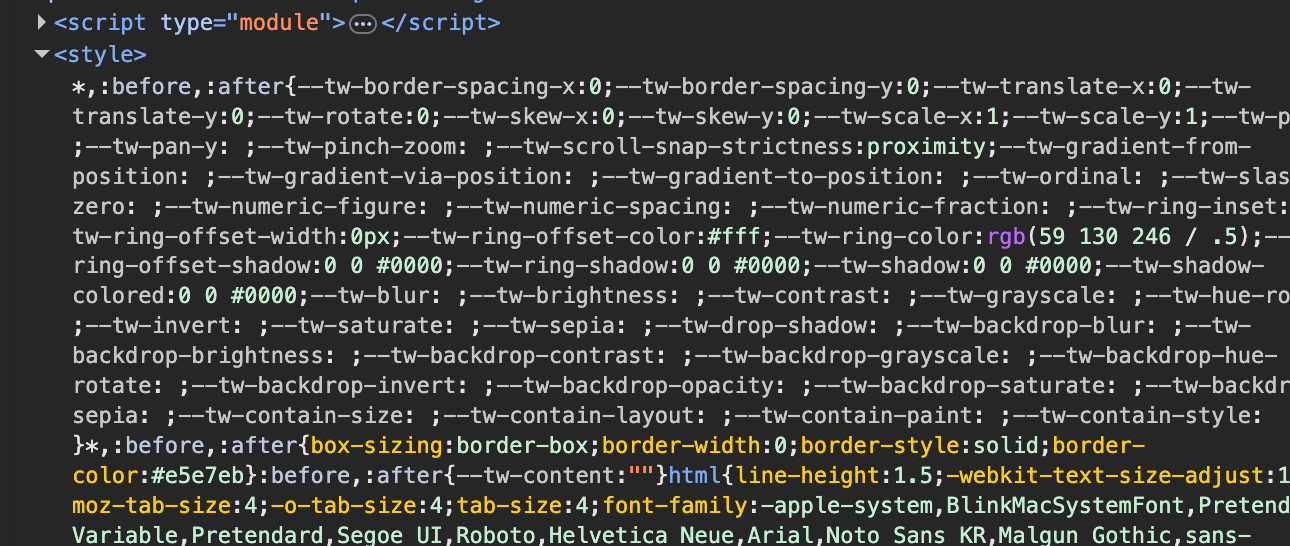 <script type="module">⋯</script>
<style>
*,:before,:after{--tw-border-spacing-x:0;--tw-border-spacing-y:0;--tw-translate-x:0;--tw-
translate-y:0;--tw-rotate:0;--tw-skew-x:0;--tw-skew-y:0;--tw-scale-x:1;--tw-scale-y:1;--tw-p
;--tw-pan-y: ;--tw-pinch-zoom: ;--tw-scroll-snap-strictness:proximity;--tw-gradient-from-
position: ;--tw-gradient-via-position: ;--tw-gradient-to-position: ;--tw-ordinal: ;--tw-slas
zero: ;--tw-numeric-figure: ;--tw-numeric-spacing: ;--tw-numeric-fraction: ;--tw-ring-inset:
tw-ring-offset-width:0px;--tw-ring-offset-color:#fff;--tw-ring-color:rgb(59 130 246 / .5);--
ring-offset-shadow:0 0 #0000;--tw-ring-shadow:0 0 #0000;--tw-shadow:0 0 #0000;--tw-shadow-
colored:0 0 #0000;--tw-blur: ;--tw-brightness: ;--tw-contrast: ;--tw-grayscale: ;--tw-hue-ro
;--tw-invert: ;--tw-saturate: ;--tw-sepia: ;--tw-drop-shadow: ;--tw-backdrop-blur: ;--tw-
backdrop-brightness: ;--tw-backdrop-contrast: ;--tw-backdrop-grayscale: ;--tw-backdrop-hue-
rotate: ;--tw-backdrop-invert: ;--tw-backdrop-opacity: ;--tw-backdrop-saturate: ;--tw-backdr
sepia: ;--tw-contain-size: ;--tw-contain-layout: ;--tw-contain-paint: ;--tw-contain-style:
}*,:before,:after{box-sizing:border-box;border-width:0;border-style:solid;border-
color:#e5e7eb}:before,:after{--tw-content:""}html{line-height:1.5;-webkit-text-size-adjust:1
moz-tab-size:4;-o-tab-size:4;tab-size:4;font-family:-apple-system,BlinkMacSystemFont,Pretend
Variable,Pretendard,Segoe UI,Roboto,Helvetica Neue,Arial,Noto Sans KR,Malgun Gothic,sans-